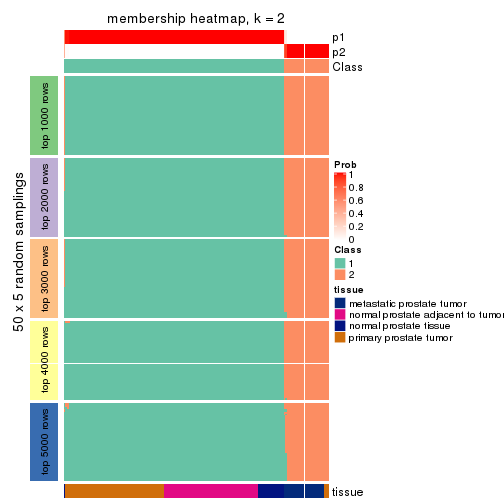 membership heatmap, k = 2
p1
p2
Class
50 x 5 random samplings
top 1000 rows
top 2000 rows
top 3000 rows
top 4000 rows
top 5000 rows
Prob
1
0.8
0.6
0.4
0.2
0
Class
1
2
tissue
metastatic prostate tumor
normal prostate adjacent to tumor
normal prostate tissue
primary prostate tumor
tissue